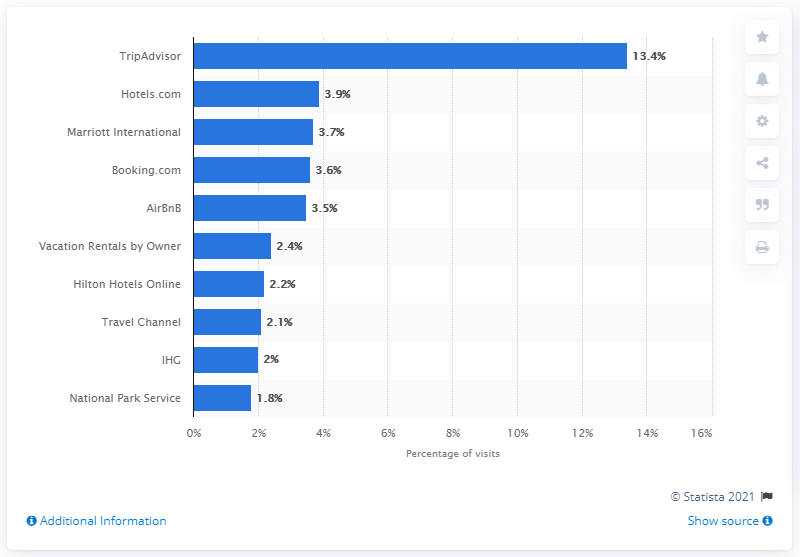 TripAdvisor 13.4%
Hotels.com 3.9%
Marriott International 3.7%
Booking.com 3.6%
AirBnB 3.5%
Vacation Rentals by Owner 2.4%
Hilton Hotels Online 2.2%
Travel Channel 2.1%
IHG 2%
National Park Service 1.8%
0% 2% 4% 6% 8% 10% 12% 14% 16%
Percentage of visits
© Statista 2021
Additional Information Show source